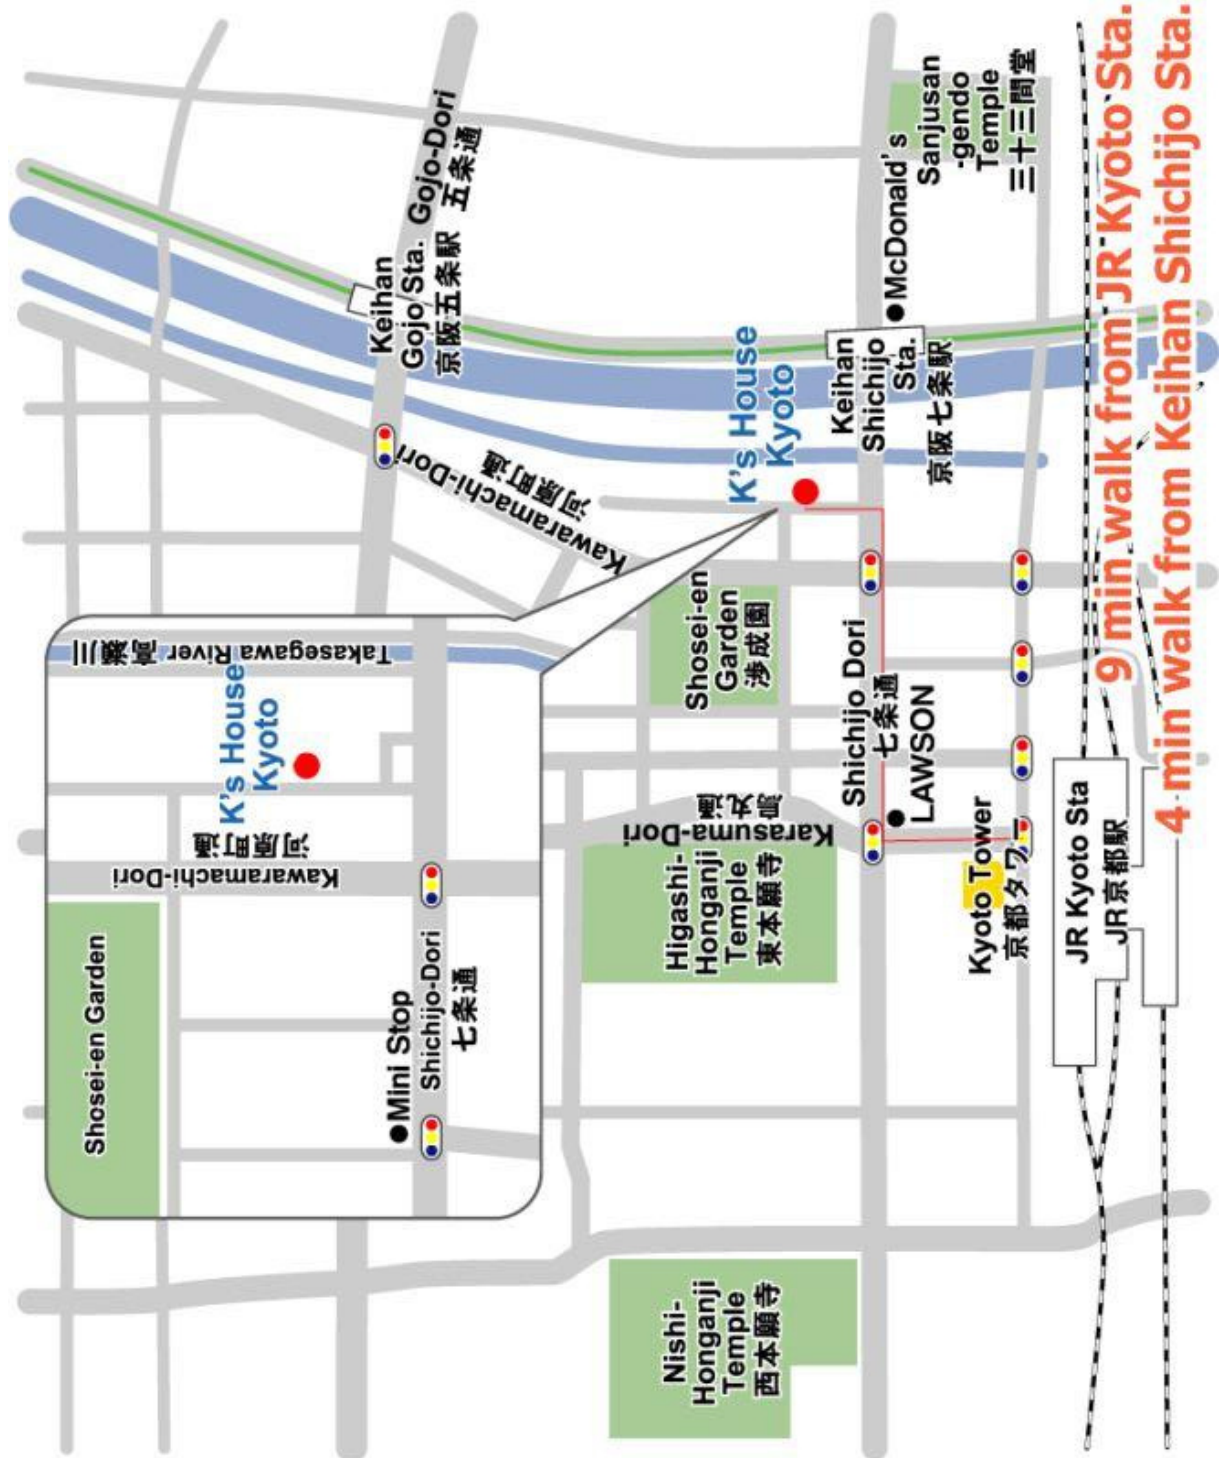 Takasegawa River 高瀬川
K's House
Kyoto
Kawaramachi-Dori
河原町通
Shosei-en Garden
Mini Stop
Shichijo-Dori
七条通
Keihan
Gojo Sta.
京阪五条駅
Gojo-Dori
五条通
Kawaramachi-Dori
河原町通
K's House
Kyoto
Shosei-en
Garden
渉成園
Karasuma-Dori.
烏丸通
Higashi-
Honganji
Temple
東本願寺
Nishi-
Honganji
Temple
西本願寺
Keihan
Shichijo
Sta.
京阪七条駅
McDonald's
Sanjusan
-gendo
Temple
三十三間堂
Shichijo Dori
七条通
LAWSON
Kyoto Tower
京都タワー
JR Kyoto Sta
JR京都駅
9 min walk from JR Kyoto Sta.
4 min walk from Keihan Shichijo Sta.